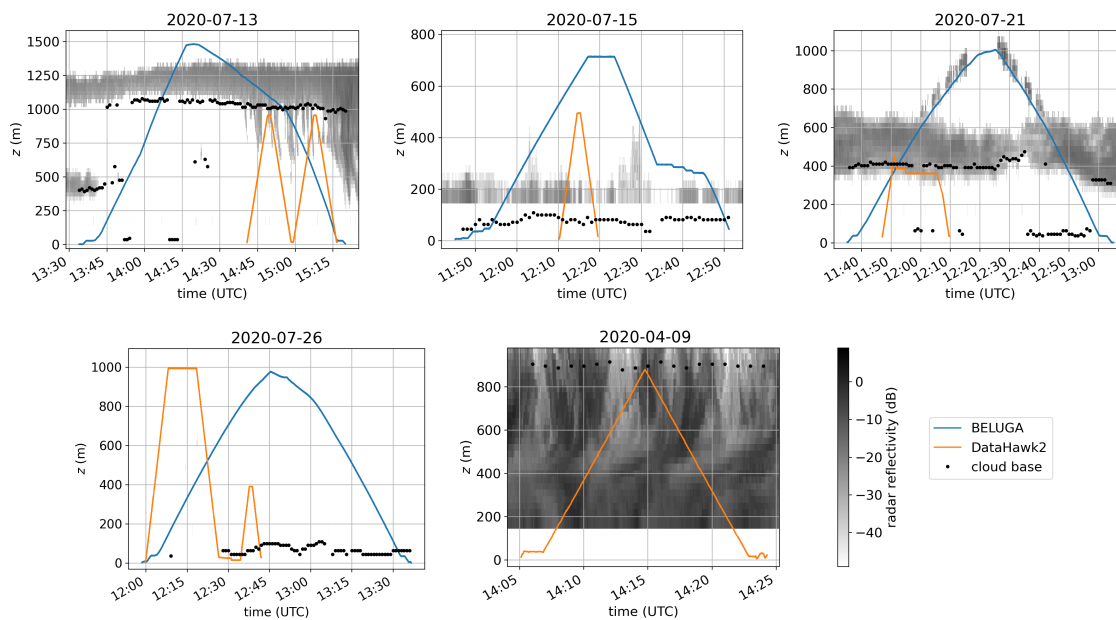 2020-07-13
z (m)
1500
1250
1000
750
500
250
0
13:30 13:45 14:00 14:15 14:30 14:45 15:00 15:15
time (UTC)
2020-07-15
z (m)
800
600
400
200
0
11:50 12:00 12:10 12:20 12:30 12:40 12:50
time (UTC)
2020-07-21
z (m)
1000
800
600
400
200
0
11:40 11:50 12:00 12:10 12:20 12:30 12:40 12:50 13:00
time (UTC)
2020-07-26
z (m)
1000
800
600
400
200
0
12:00 12:15 12:30 12:45 13:00 13:15 13:30
time (UTC)
2020-04-09
z (m)
800
600
400
200
0
14:05 14:10 14:15 14:20 14:25
time (UTC)
0
−10
−20
−30
−40
radar reflectivity (dB)
BELUGA
DataHawk2
cloud base